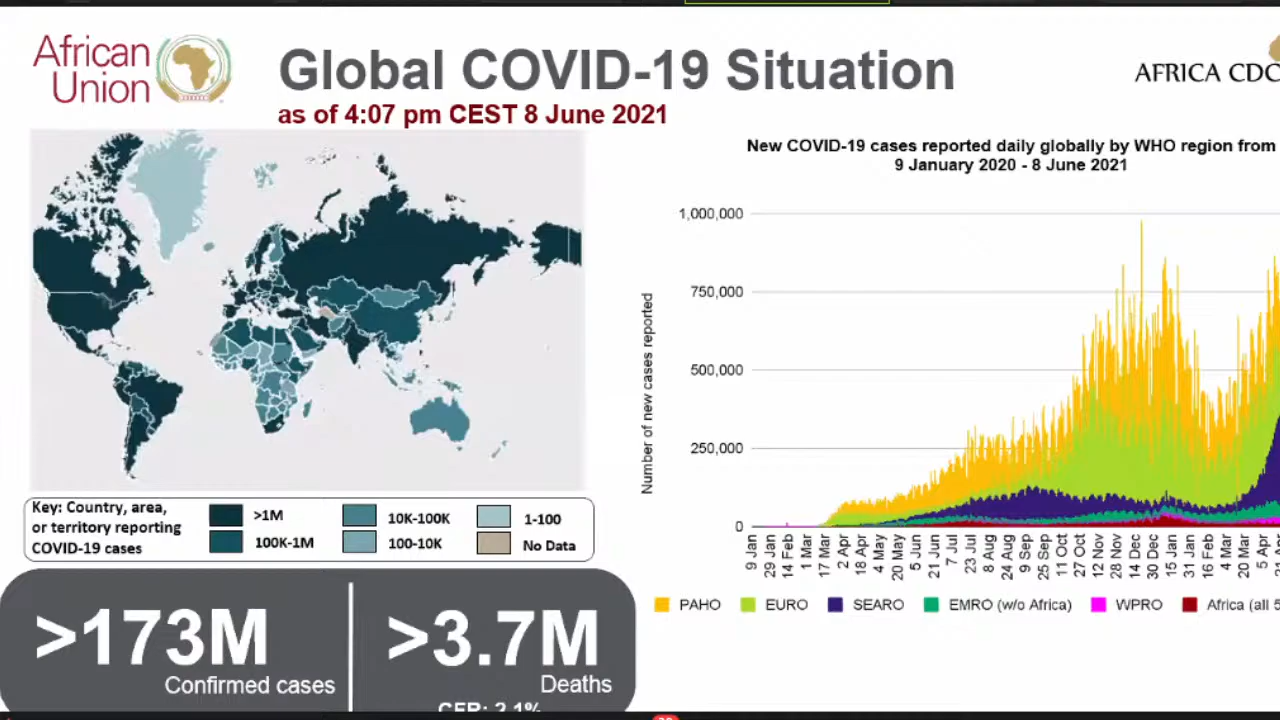 African
Union
Global COVID-19 Situation
as of 4:07 pm CEST 8 June 2021
AFRICA CDC
New COVID-19 cases reported daily globally by WHO region from
9 January 2020 - 8 June 2021
Number of new cases reported
1,000,000
750,000
500,000
250,000
0
9 Jan
29 Jan
14 Feb
1 Mar
17 Mar
2 Apr
18 Apr
4 May
20 May
5 Jun
21 Jun
7 Jul
23 Jul
8 Aug
24 Aug
9 Sep
25 Sep
11 Oct
27 Oct
12 Nov
28 Nov
14 Dec
30 Dec
15 Jan
31 Jan
16 Feb
4 Mar
20 Mar
5 Apr
PAHO
EURO
SEARO
EMRO (w/o Africa)
WPRO
Africa (all 5
Key: Country, area,
or territory reporting
COVID-19 cases
>1M
100K-1M
10K-100K
100-10K
1-100
No Data
>173M
Confirmed cases
>3.7M
Deaths
CFR: 2.1%